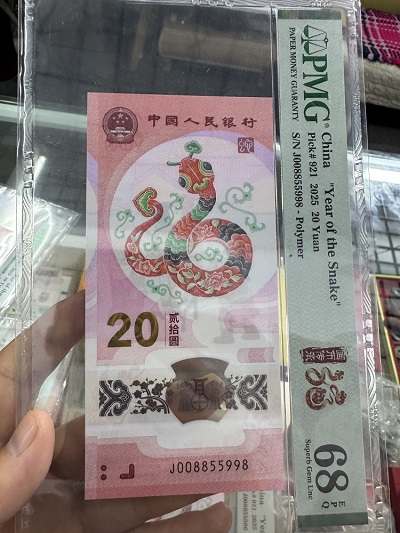 中国人民银行
20
贰拾圆
J008855998
PMG
PAPER MONEY GUARANTY
China "Year of the Snake"
Pick# 921 2025 20 Yuan
S/N J008855998 - Polymer
68 EPQ
Superb Gem Unc